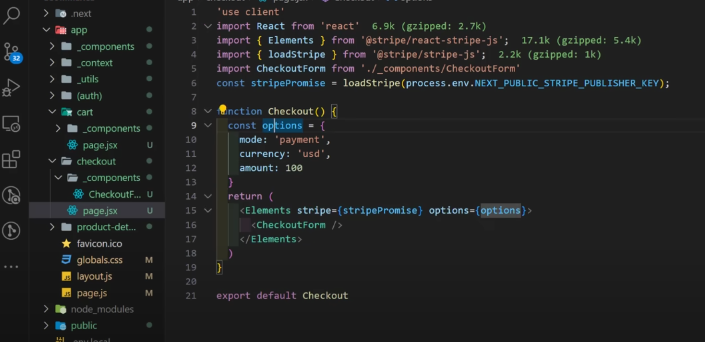 .next
app
_components
_context
_utils
(auth)
cart
_components
page.jsx U
checkout
_components
CheckoutF... U
page.jsx U
product-det...
favicon.ico
globals.css M
layout.js M
page.js M
node_modules
public
32
1 'use client'
2 import React from 'react' 6.9k (gzipped: 2.7k)
3 import { Elements } from '@stripe/react-stripe-js'; 17.1k (gzipped: 5.4k)
4 import { loadStripe } from '@stripe/stripe-js'; 2.2k (gzipped: 1k)
5 import CheckoutForm from './_components/CheckoutForm'
6 const stripePromise = loadStripe(process.env.NEXT_PUBLIC_STRIPE_PUBLISHER_KEY);
7
8 function Checkout() {
9 const options = {
10 mode: 'payment',
11 currency: 'usd',
12 amount: 100
13 }
14 return (
15 <Elements stripe={stripePromise} options={options}>
16 <CheckoutForm />
17 </Elements>
18 )
19 }
20
21 export default Checkout